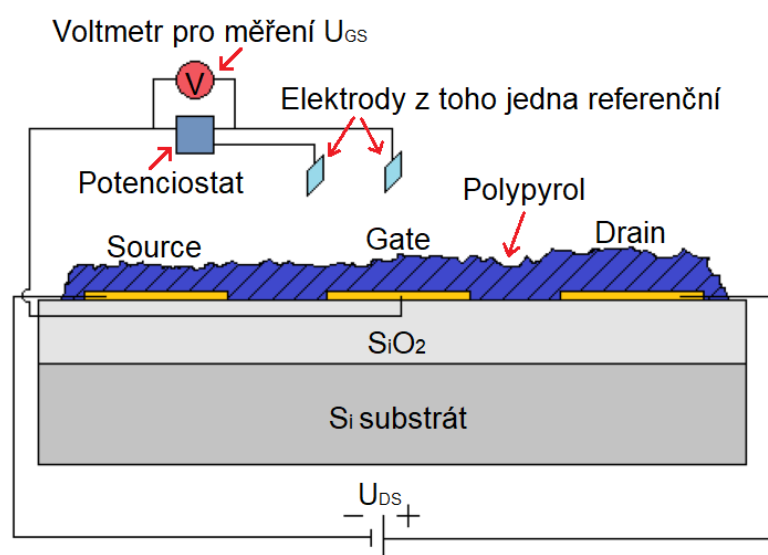 Voltmetr pro měření UGS
V
Elektrody z toho jedna referenční
Potenciostat
Polypyrol
Source
Gate
Drain
SiO2
Si substrát
UDS
− +